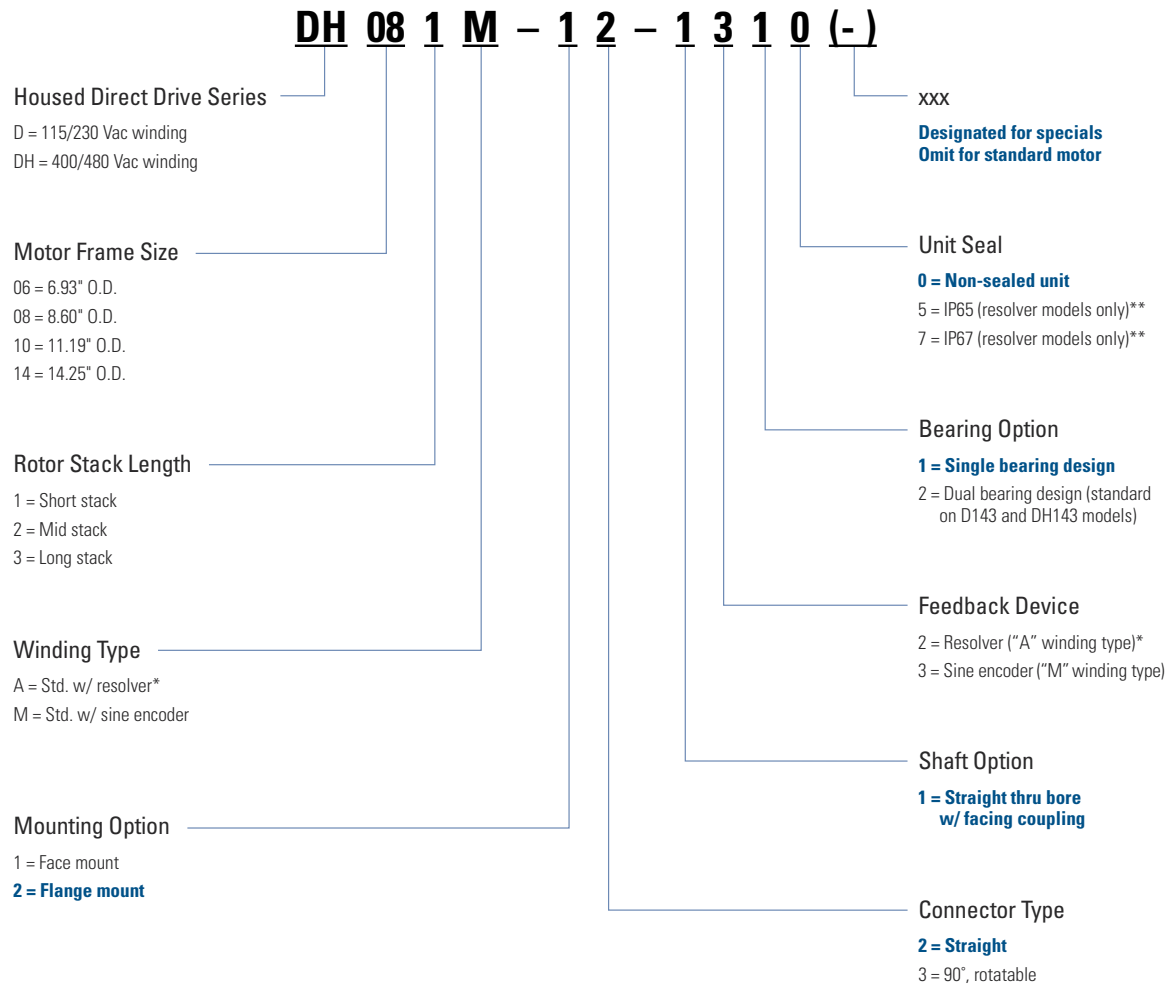 DH 08 1 M – 1 2 – 1 3 1 0 (- )
Housed Direct Drive Series
D = 115/230 Vac winding
DH = 400/480 Vac winding
Motor Frame Size
06 = 6.93" O.D.
08 = 8.60" O.D.
10 = 11.19" O.D.
14 = 14.25" O.D.
Rotor Stack Length
1 = Short stack
2 = Mid stack
3 = Long stack
Winding Type
A = Std. w/ resolver*
M = Std. w/ sine encoder
Mounting Option
1 = Face mount
2 = Flange mount
xxx
Designated for specials
Omit for standard motor
Unit Seal
0 = Non-sealed unit
5 = IP65 (resolver models only)**
7 = IP67 (resolver models only)**
Bearing Option
1 = Single bearing design
2 = Dual bearing design (standard
on D143 and DH143 models)
Feedback Device
2 = Resolver (“A” winding type)*
3 = Sine encoder (“M” winding type)
Shaft Option
1 = Straight thru bore
w/ facing coupling
Connector Type
2 = Straight
3 = 90˚, rotatable